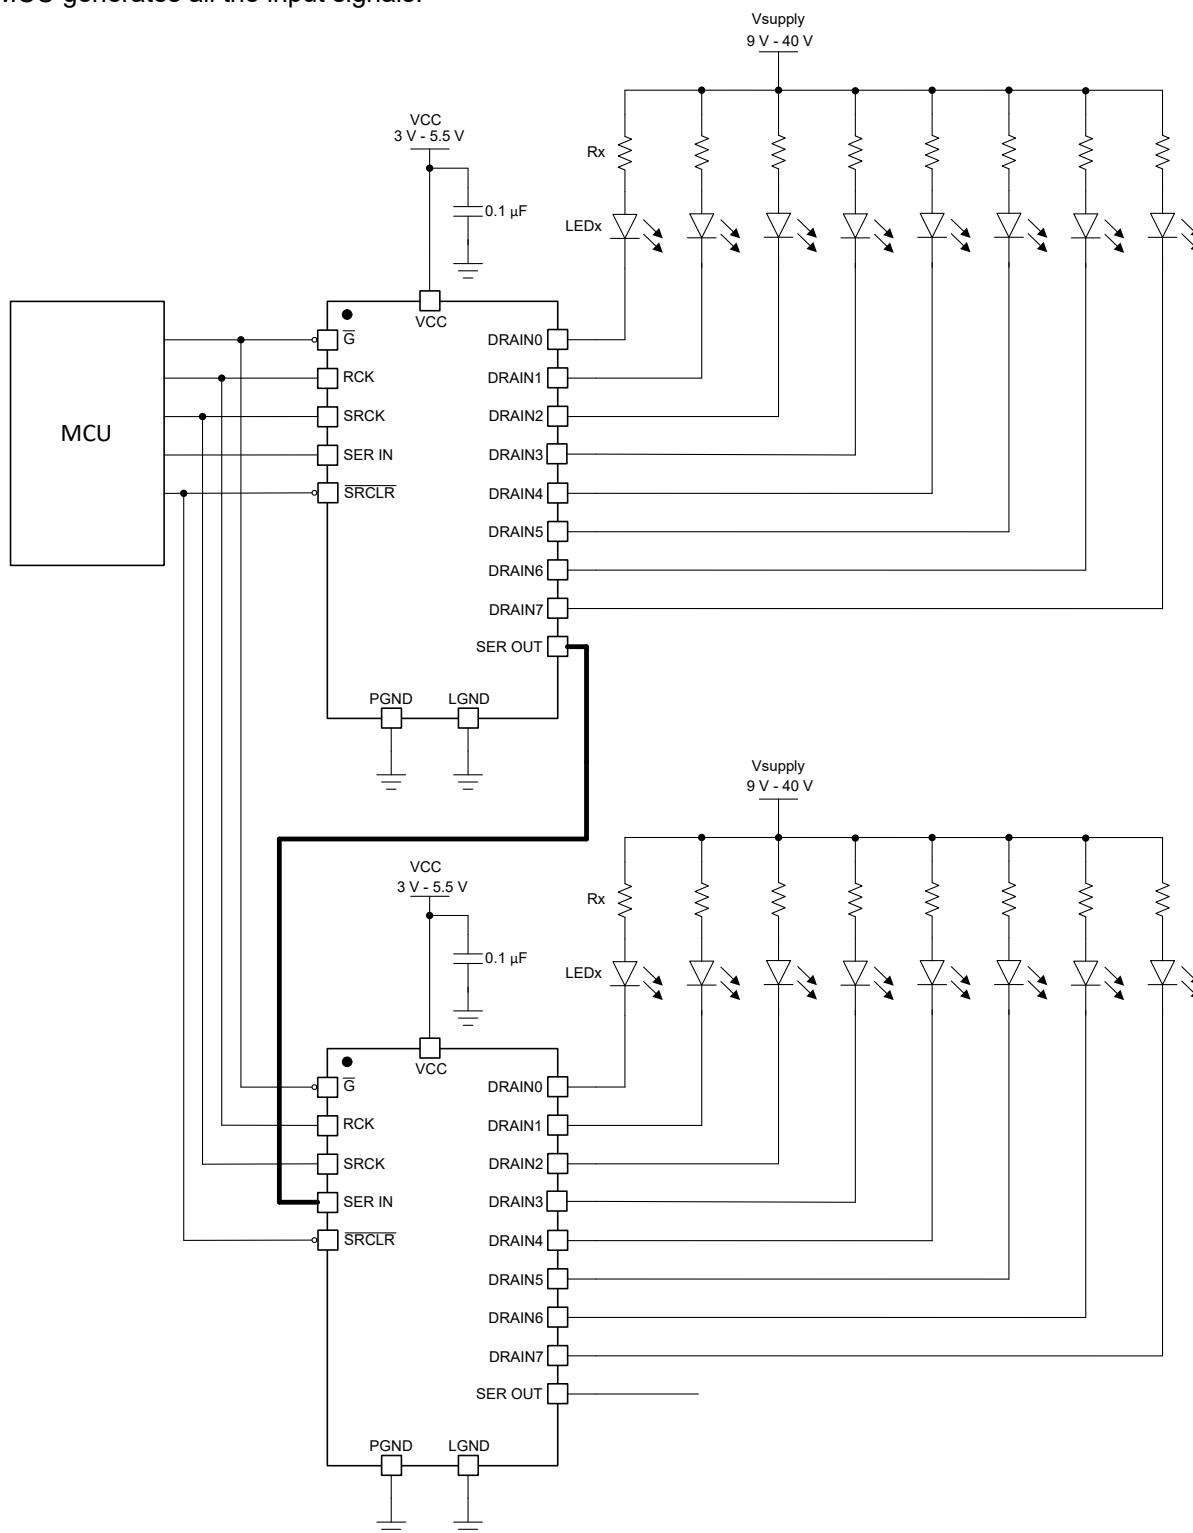 generates all the input signals.
Vsupply
9 V - 40 V
VCC
3 V - 5.5 V
0.1 µF
Rx
LEDx
MCU
VCC
G
RCK
SRCK
SER IN
SRCLR
DRAIN0
DRAIN1
DRAIN2
DRAIN3
DRAIN4
DRAIN5
DRAIN6
DRAIN7
SER OUT
PGND LGND
Vsupply
9 V - 40 V
VCC
3 V - 5.5 V
0.1 µF
Rx
LEDx
VCC
G
RCK
SRCK
SER IN
SRCLR
DRAIN0
DRAIN1
DRAIN2
DRAIN3
DRAIN4
DRAIN5
DRAIN6
DRAIN7
SER OUT
PGND LGND